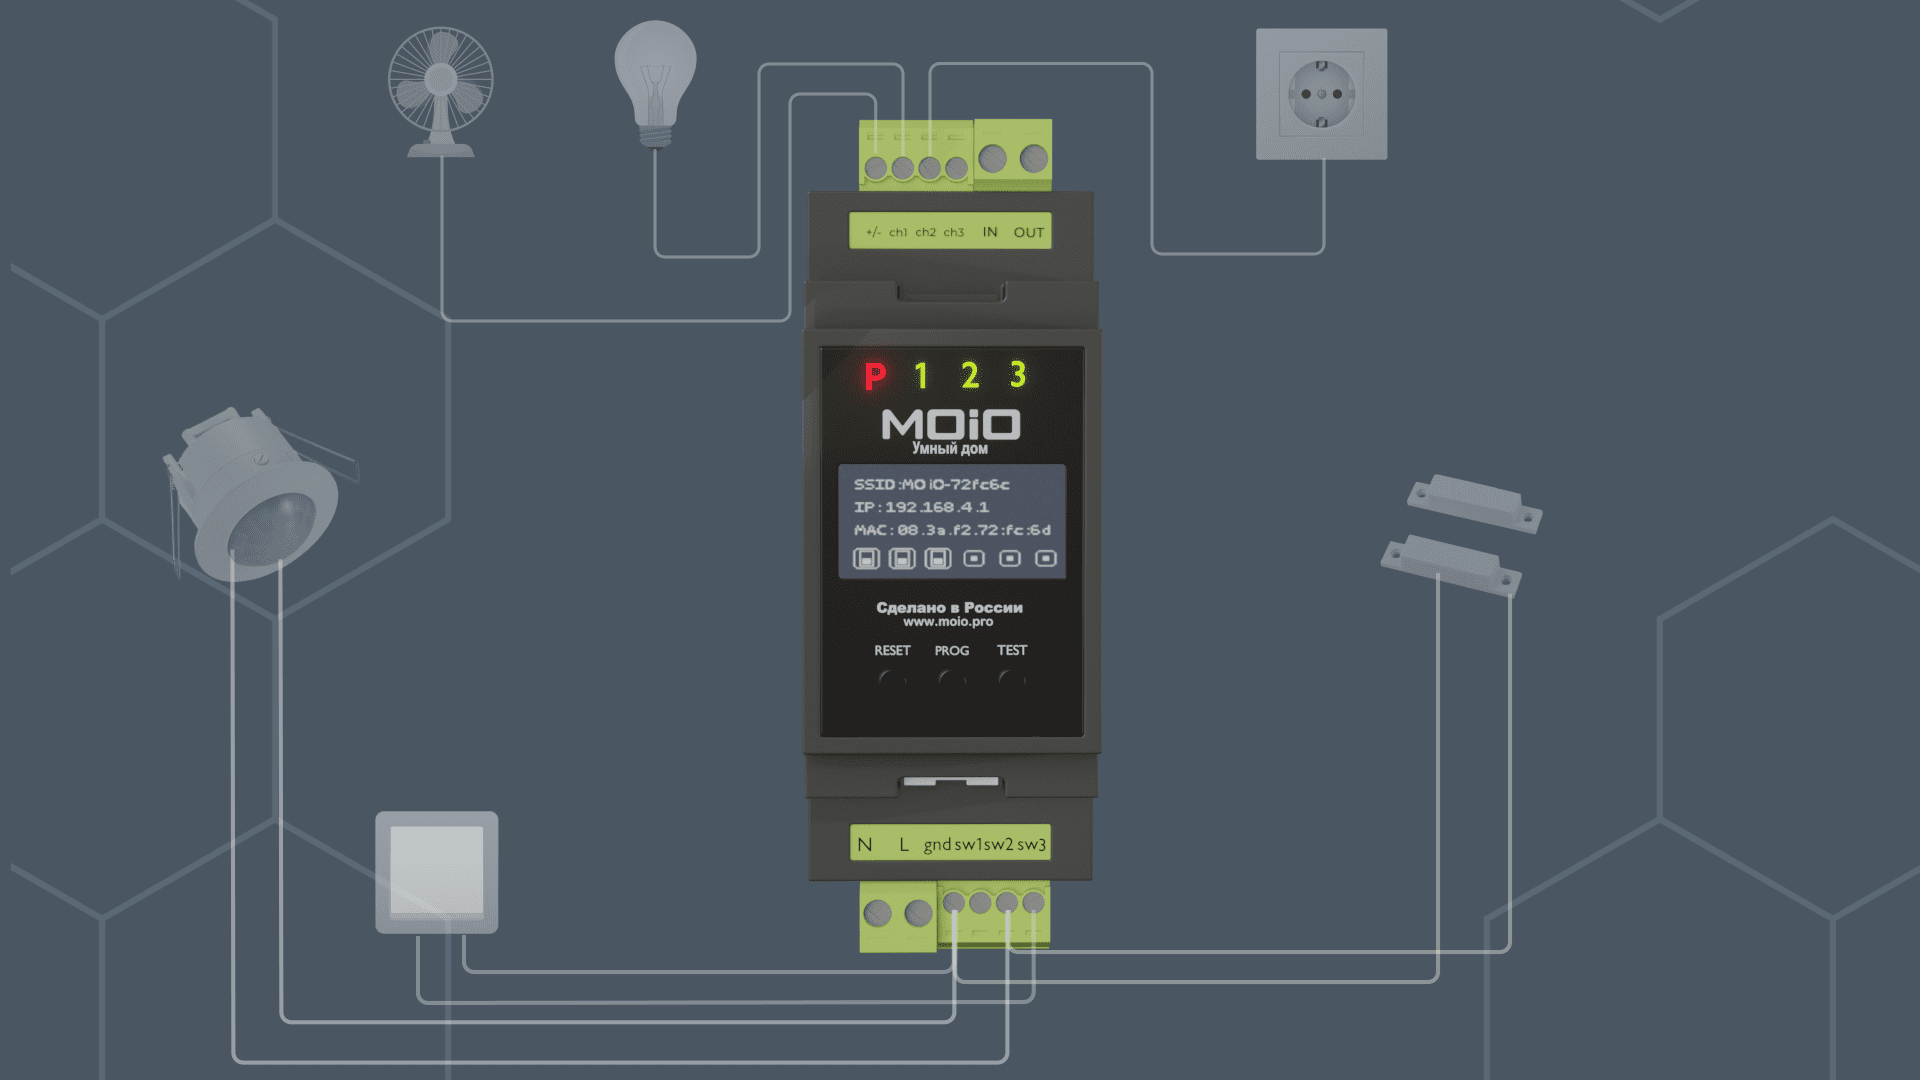 +/- ch1 ch2 ch3 IN OUT
P 1 2 3
MOiO
Умный дом
SSID:MOiO-72fc6c
IP:192.168.4.1
MAC:08.3a.f2.72:fc:6d
Сделано в России
www.moio.pro
RESET PROG TEST
N L gnd sw1 sw2 sw3